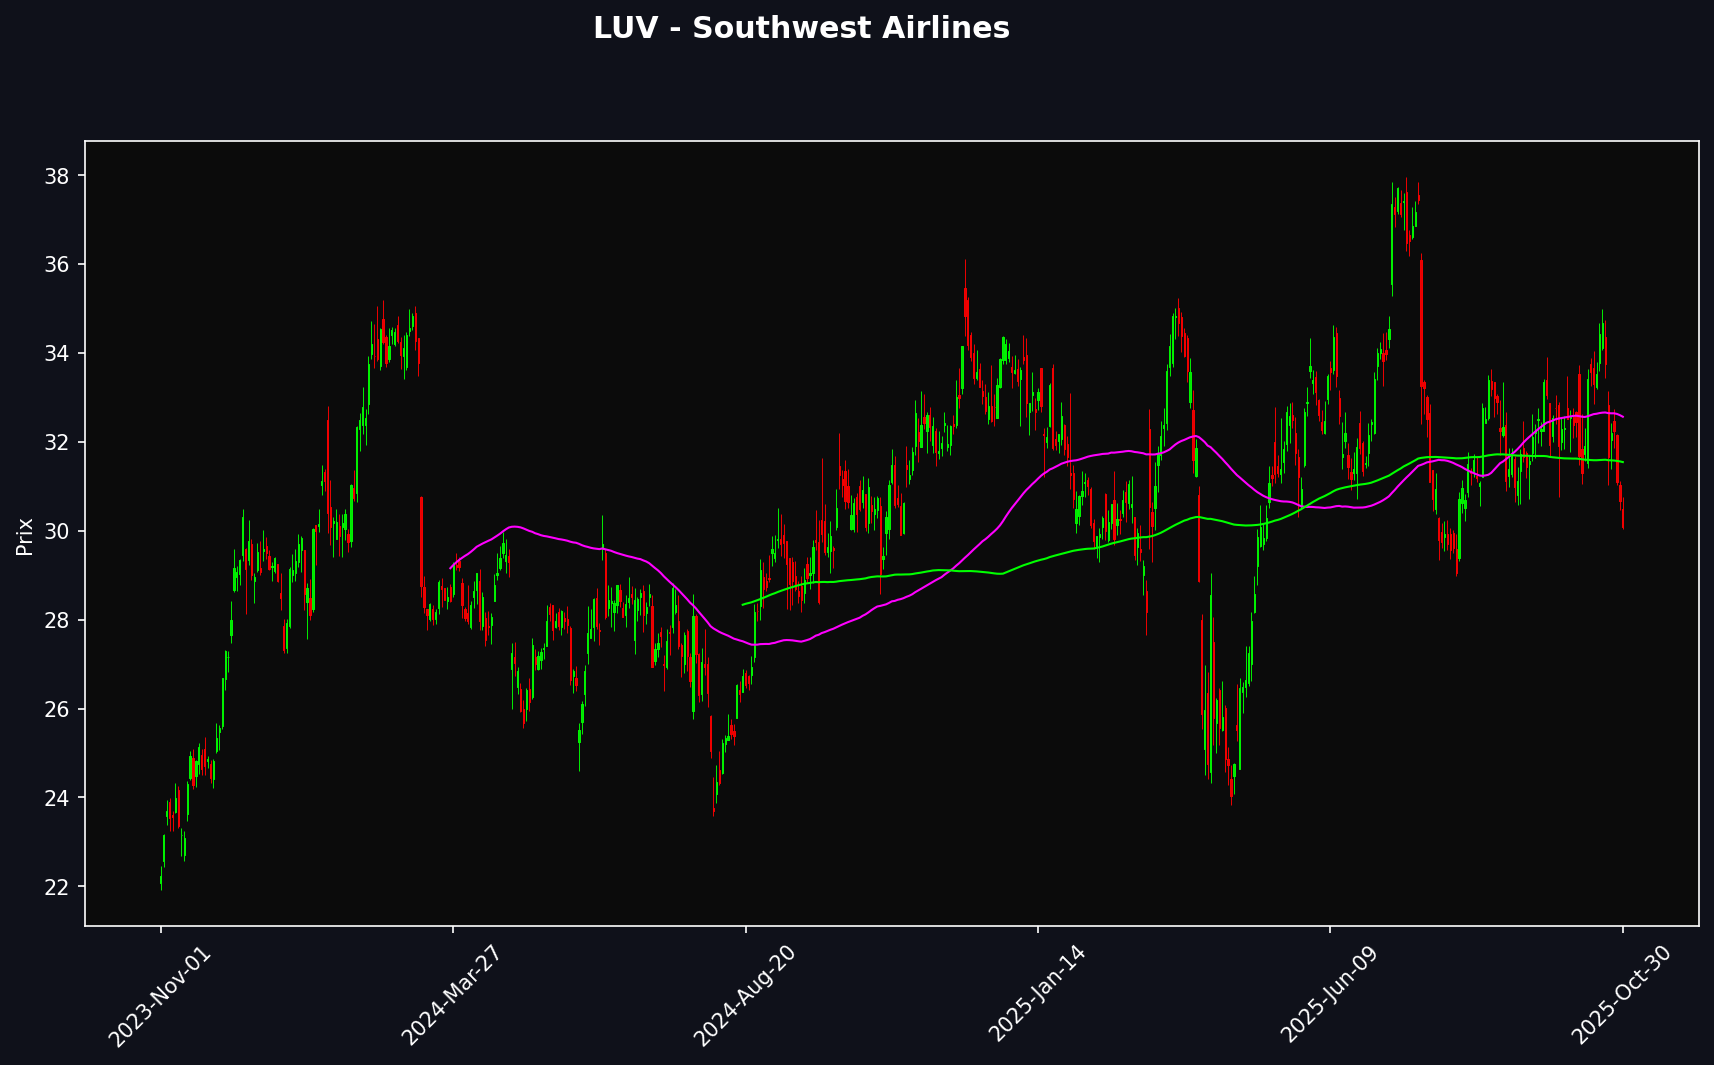 LUV - Southwest Airlines
Prix
38
36
34
32
30
28
26
24
22
2023-Nov-01
2024-Mar-27
2024-Aug-20
2025-Jan-14
2025-Jun-09
2025-Oct-30